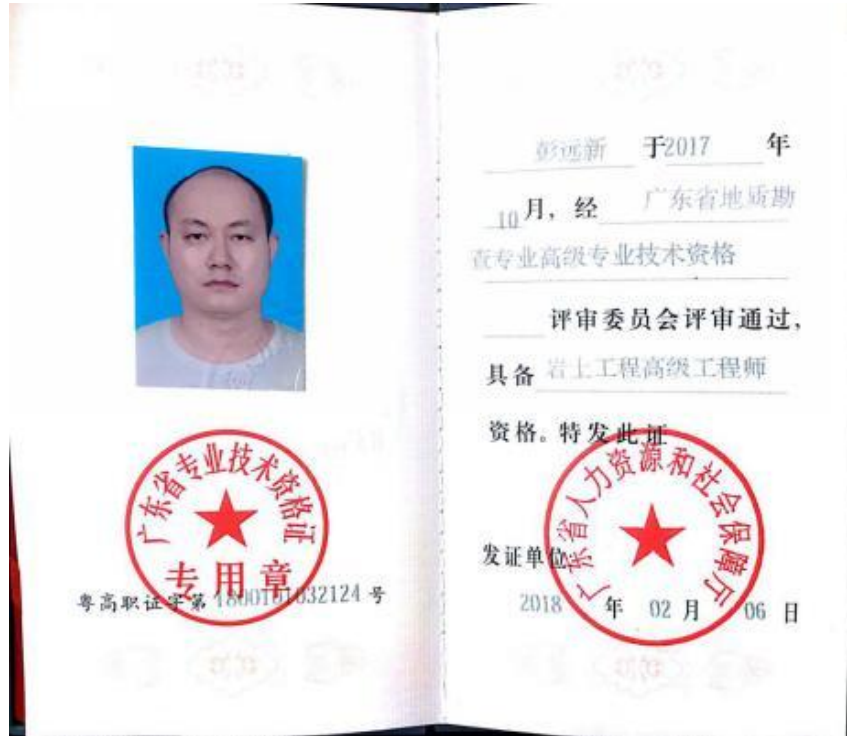 广东省专业技术资格证
专用章
粤高职证字第 1800101032124 号
彭远新 于2017 年
10 月，经 广东省地质勘
查专业高级专业技术资格
评审委员会评审通过，
具备 岩土工程高级工程师
资格。特发此证
广东省人力资源和社会保障厅
发证单位
2018 年 02 月 06 日